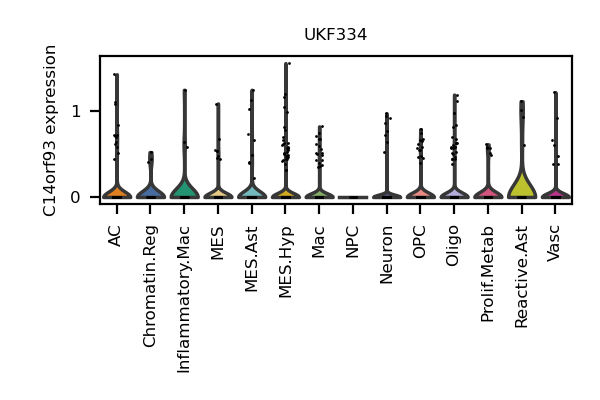 UKF334
C14orf93 expression
1
0
AC
Chromatin.Reg
Inflammatory.Mac
MES
MES.Ast
MES.Hyp
Mac
NPC
Neuron
OPC
Oligo
Prolif.Metab
Reactive.Ast
Vasc